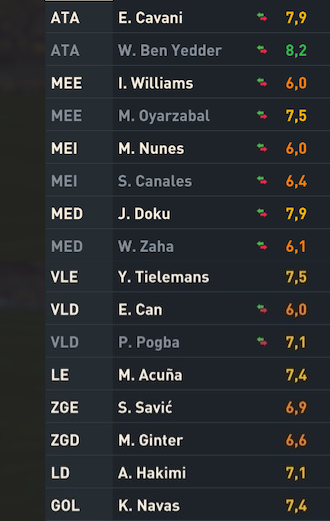 ATA E. Cavani 7,9
ATA W. Ben Yedder 8,2
MEE I. Williams 6,0
MEE M. Oyarzabal 7,5
MEI M. Nunes 6,0
MEI S. Canales 6,4
MED J. Doku 7,9
MED W. Zaha 6,1
VLE Y. Tielemans 7,5
VLD E. Can 6,0
VLD P. Pogba 7,1
LE M. Acuña 7,4
ZGE S. Savić 6,9
ZGD M. Ginter 6,6
LD A. Hakimi 7,1
GOL K. Navas 7,4